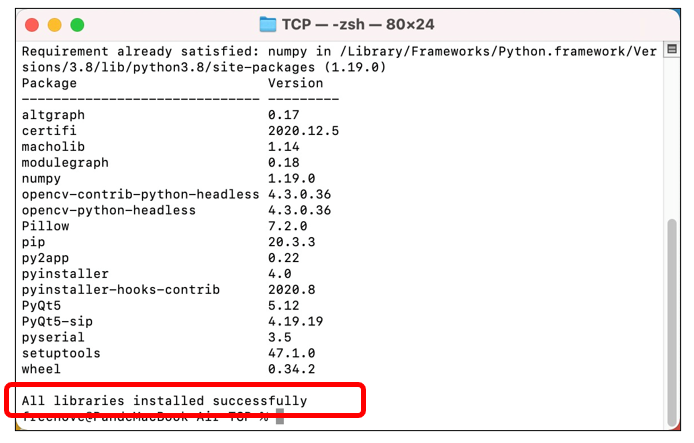 TCP — -zsh — 80×24
Requirement already satisfied: numpy in /Library/Frameworks/Python.framework/Ver
sions/3.8/lib/python3.8/site-packages (1.19.0)
Package                       Version
------------------------------ ---------
altgraph                      0.17
certifi                       2020.12.5
macholib                      1.14
modulegraph                   0.18
numpy                         1.19.0
opencv-contrib-python-headless 4.3.0.36
opencv-python-headless        4.3.0.36
Pillow                        7.2.0
pip                           20.3.3
py2app                        0.22
pyinstaller                   4.0
pyinstaller-hooks-contrib     2020.8
PyQt5                         5.12
PyQt5-sip                     4.19.19
pyserial                      3.5
setuptools                    47.1.0
wheel                         0.34.2
All libraries installed successfully
freenove@PandeMacBook-Air TCP %